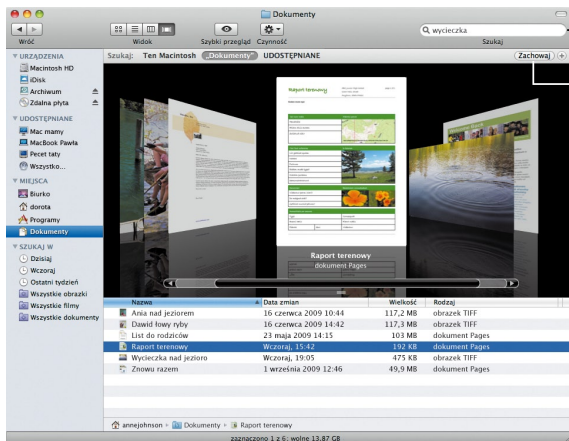 Dokumenty
wycieczka
Wróć Widok Szybki przegląd Czynność Szukaj
Szukaj: Ten Macintosh „Dokumenty” UDOSTĘPNIANE Zachowaj
URZĄDZENIA
Macintosh HD
iDisk
Archiwum
Zdalna płyta
UDOSTĘPNIANE
Mac mamy
MacBook Pawła
Pecet taty
Wszystko...
MIEJSCA
Biurko
dorota
Programy
Dokumenty
SZUKAJ W
Dzisiaj
Wczoraj
Ostatni tydzień
Wszystkie obrazki
Wszystkie filmy
Wszystkie dokumenty
Raport terenowy
Raport terenowy
dokument Pages
Nazwa Data zmian Wielkość Rodzaj
Ania nad jeziorem 16 czerwca 2009 10:44 117,2 MB obrazek TIFF
Dawid łowy ryby 16 czerwca 2009 14:42 117,3 MB obrazek TIFF
List do rodziców 23 maja 2009 14:15 103 MB dokument Pages
Raport terenowy Wczoraj, 15:42 192 KB dokument Pages
Wycieczka nad jezioro Wczoraj, 19:05 475 KB obrazek TIFF
Znowu razem 1 września 2009 12:46 49,9 MB dokument Pages
annejohnson Dokumenty Raport terenowy
zaznaczono 1 z 6; wolne 13,87 GB